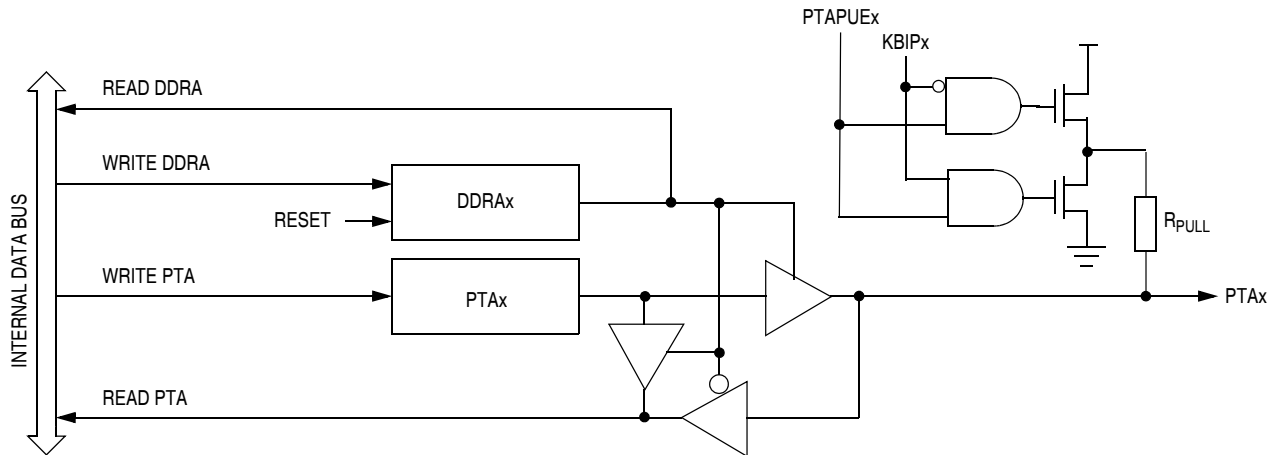 PTAPUEx
KBIPx
READ DDRA
WRITE DDRA
DDRAx
RESET
RPULL
INTERNAL DATA BUS
WRITE PTA
PTAx
PTAx
READ PTA